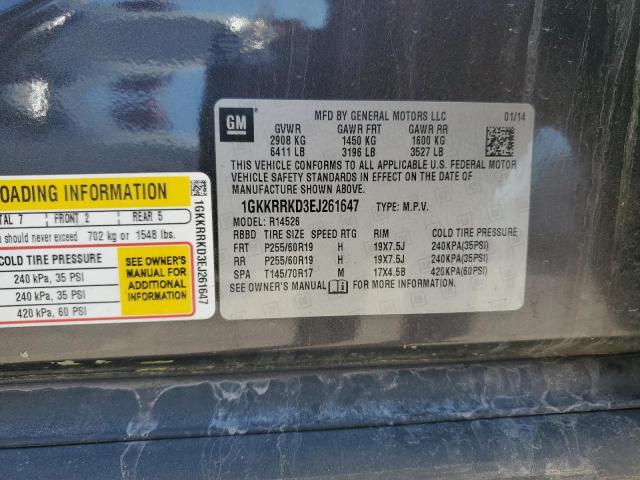 GM
MFD BY GENERAL MOTORS LLC 01/14
GVWR GAWR FRT GAWR RR
2908 KG 1450 KG 1600 KG
6411 LB 3196 LB 3527 LB
THIS VEHICLE CONFORMS TO ALL APPLICABLE U.S. FEDERAL MOTOR
VEHICLE SAFETY STANDARDS IN EFFECT ON THE DATE OF
MANUFACTURE SHOWN ABOVE.
1GKKRRKD3EJ261647 TYPE: M.P.V.
MODEL: R14526
RBBD TIRE SIZE SPEED RTG RIM COLD TIRE PRESSURE
FRT P255/60R19 H 19X7.5J 240KPA(35PSI)
RR P255/60R19 H 19X7.5J 240KPA(35PSI)
SPA T145/70R17 M 17X4.5B 420KPA(60PSI)
SEE OWNER'S MANUAL FOR MORE INFORMATION.
OADING INFORMATION
TAL 7 FRONT 2 REAR 5
should never exceed 702 kg or 1548 lbs.
COLD TIRE PRESSURE
240 kPa, 35 PSI
240 kPa, 35 PSI
420 kPa, 60 PSI
SEE OWNER'S
MANUAL FOR
ADDITIONAL
INFORMATION
1GKKRRKD3EJ261647